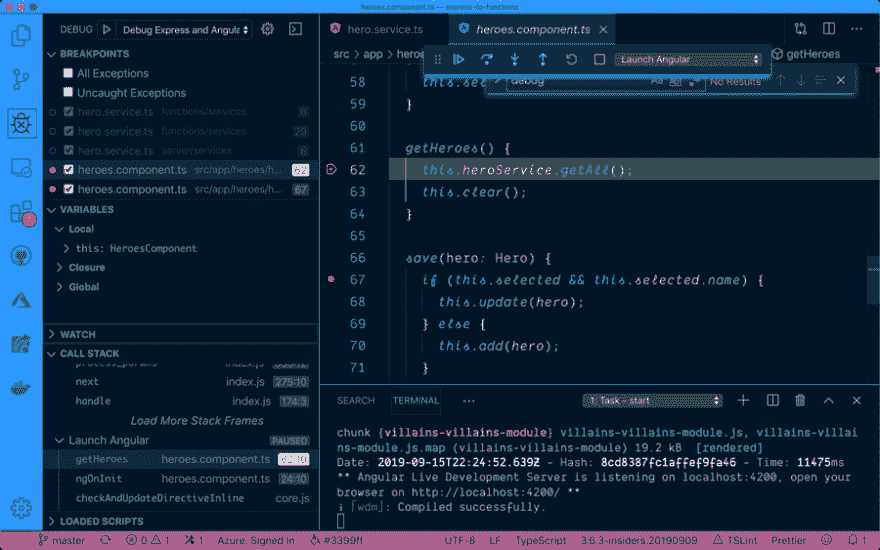 heroes.component.ts — express-to-functions
DEBUG Debug Express and Angula
BREAKPOINTS
All Exceptions
Uncaught Exceptions
hero.service.ts functions/services 6
hero.service.ts functions/services 29
hero.service.ts server/services 6
heroes.component.ts src/app/heroes/h... 62
heroes.component.ts src/app/heroes/h... 67
VARIABLES
Local
this: HeroesComponent
Closure
Global
WATCH
CALL STACK
next index.js 275:10
handle index.js 174:3
Load More Stack Frames
Launch Angular PAUSED
getHeroes heroes.component.ts 62:10
ngOnInit heroes.component.ts 24:10
checkAndUpdateDirectiveInline core.js
LOADED SCRIPTS
hero.service.ts heroes.component.ts
src > app > heroes
getHeroes
Launch Angular
debug
No Results
58 this.se
59 }
60
61 getHeroes() {
62 this.heroService.getAll();
63 this.clear();
64 }
65
66 save(hero: Hero) {
67 if (this.selected && this.selected.name) {
68 this.update(hero);
69 } else {
70 this.add(hero);
71 }
SEARCH TERMINAL ... 1: Task - start
chunk {villains-villains-module} villains-villains-module.js, villains-villai
ns-module.js.map (villains-villains-module) 19.2 kB [rendered]
Date: 2019-09-15T22:24:52.639Z - Hash: 8cd8387fc1affef9fa46 - Time: 11475ms
** Angular Live Development Server is listening on localhost:4200, open your
browser on http://localhost:4200/ **
i ｢wdm｣: Compiled successfully.
master 0 1 1 Azure: Signed In #3399ff UTF-8 LF TypeScript 3.6.3-insiders.20190909 TSLint Prettier 1